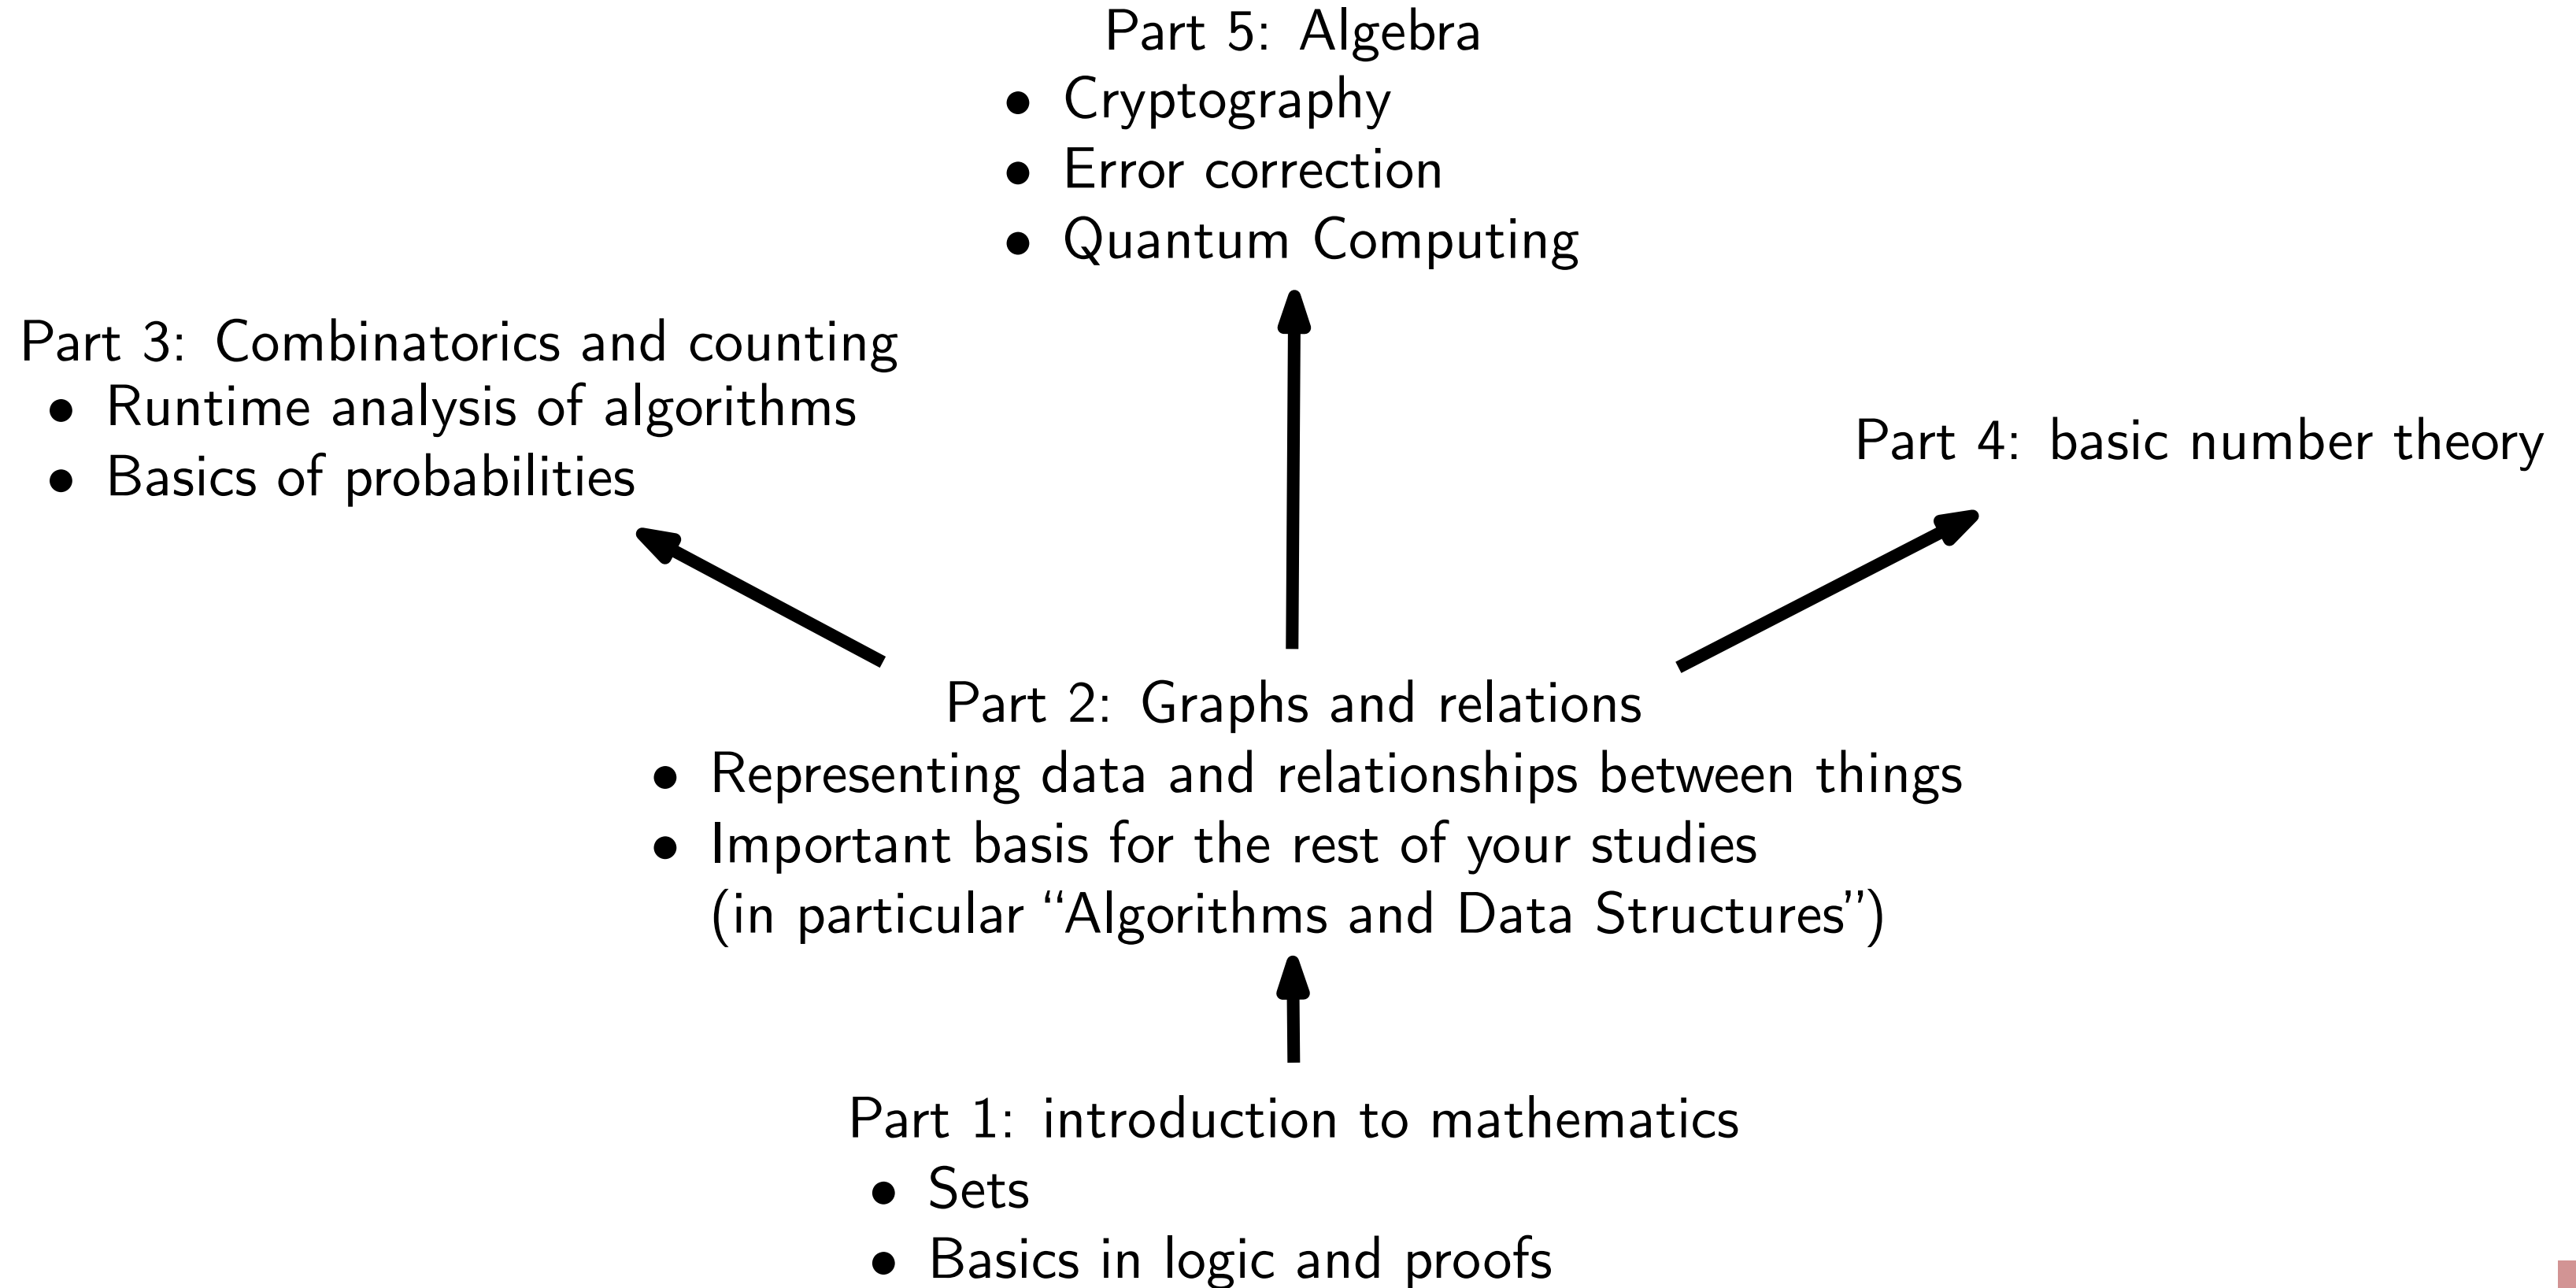 Part 5: Algebra
• Cryptography
• Error correction
• Quantum Computing
Part 3: Combinatorics and counting
• Runtime analysis of algorithms
• Basics of probabilities
Part 4: basic number theory
Part 2: Graphs and relations
• Representing data and relationships between things
• Important basis for the rest of your studies
(in particular “Algorithms and Data Structures”)
Part 1: introduction to mathematics
• Sets
• Basics in logic and proofs